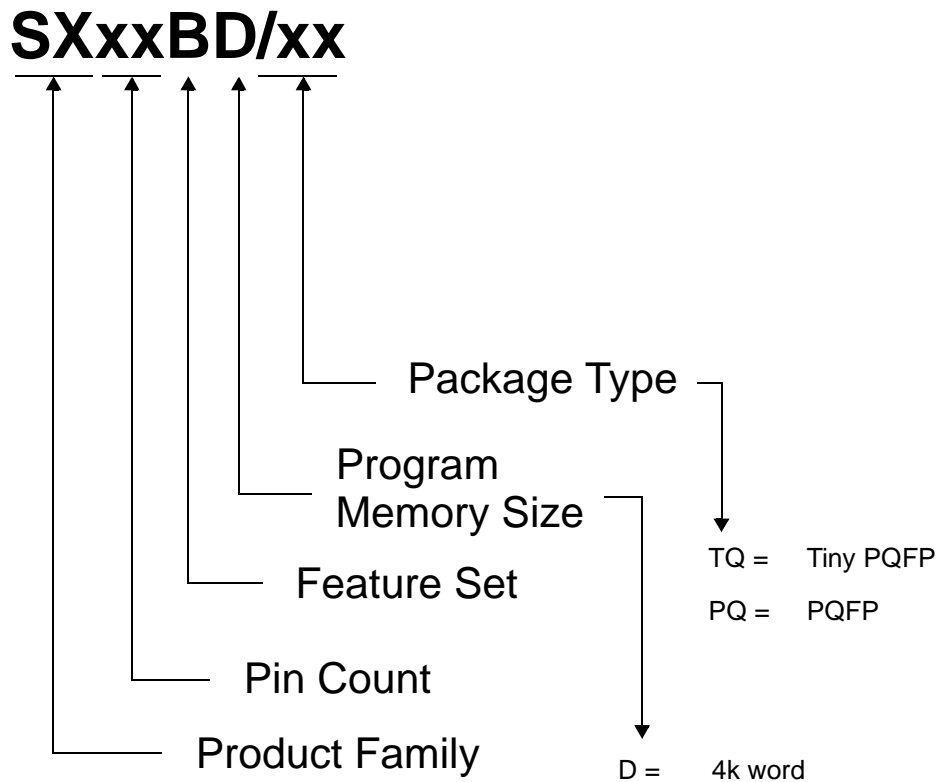 SXxxBD/xx
Package Type
Program
Memory Size
TQ = Tiny PQFP
Feature Set
PQ = PQFP
Pin Count
Product Family
D = 4k word